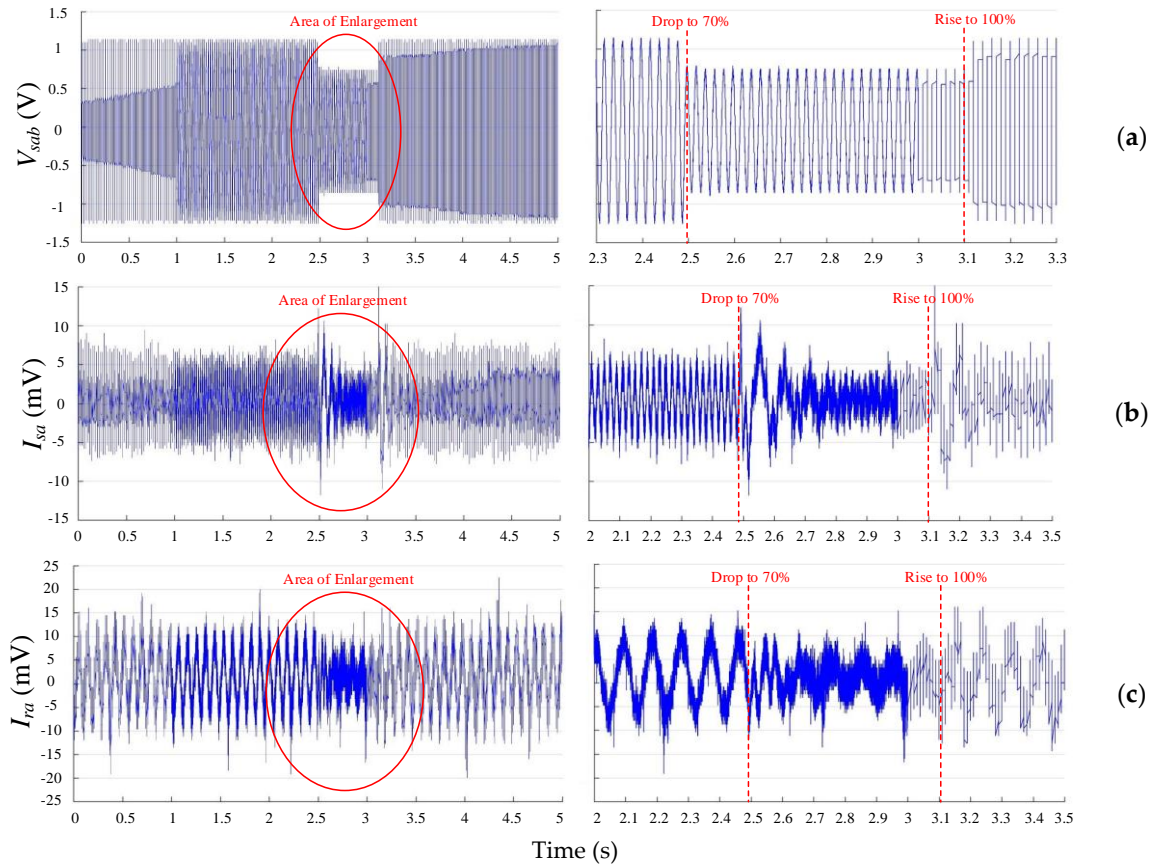 Area of Enlargement
Drop to 70%
Rise to 100%
V_sab (V)
1.5
1
0.5
0
-0.5
-1
-1.5
0 0.5 1 1.5 2 2.5 3 3.5 4 4.5 5
2.3 2.4 2.5 2.6 2.7 2.8 2.9 3 3.1 3.2 3.3
(a)
Area of Enlargement
Drop to 70%
Rise to 100%
I_sa (mV)
15
10
5
0
-5
-10
-15
0 0.5 1 1.5 2 2.5 3 3.5 4 4.5 5
2 2.1 2.2 2.3 2.4 2.5 2.6 2.7 2.8 2.9 3 3.1 3.2 3.3 3.4 3.5
(b)
Area of Enlargement
Drop to 70%
Rise to 100%
I_ra (mV)
25
20
15
10
5
0
-5
-10
-15
-20
-25
0 0.5 1 1.5 2 2.5 3 3.5 4 4.5 5
2 2.1 2.2 2.3 2.4 2.5 2.6 2.7 2.8 2.9 3 3.1 3.2 3.3 3.4 3.5
(c)
Time (s)